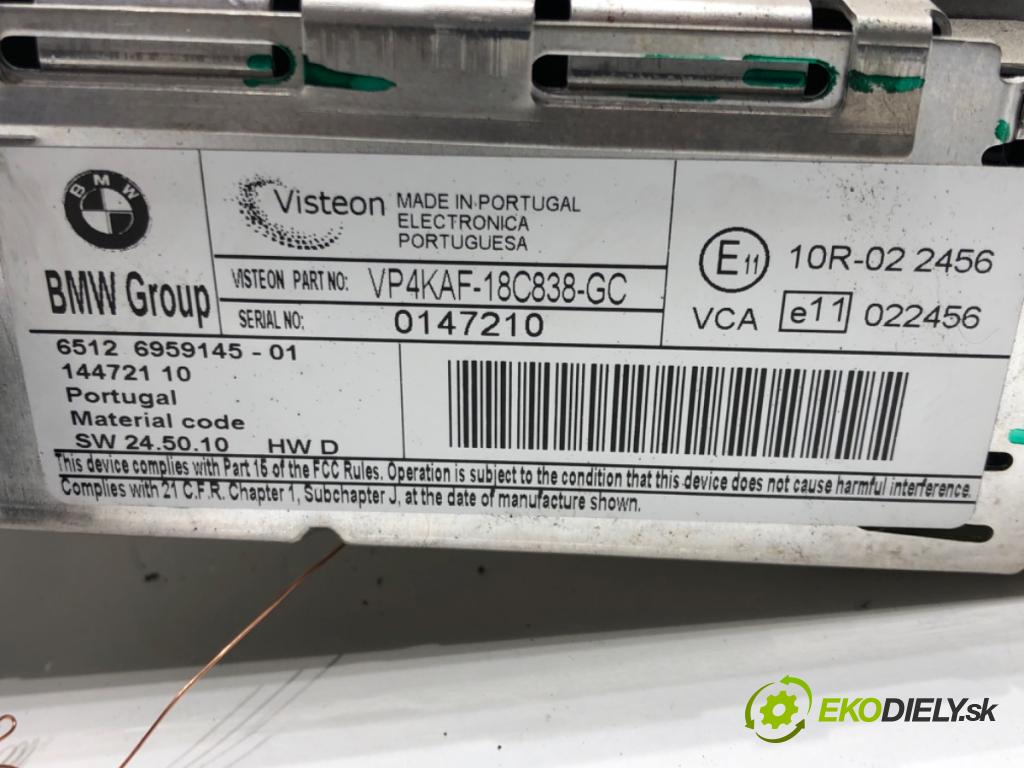 BMW
BMW Group
Visteon
MADE IN PORTUGAL
ELECTRONICA
PORTUGUESA
VISTEON PART NO: VP4KAF-18C838-GC
SERIAL NO: 0147210
E11 10R-02 2456
VCA e11 022456
6512 6959145 - 01
144721 10
Portugal
Material code
SW 24.50.10 HW D
This device complies with Part 15 of the FCC Rules. Operation is subject to the condition that this device does not cause harmful interference.
Complies with 21 C.F.R. Chapter 1, Subchapter J, at the date of manufacture shown.
EKODIELY.sk